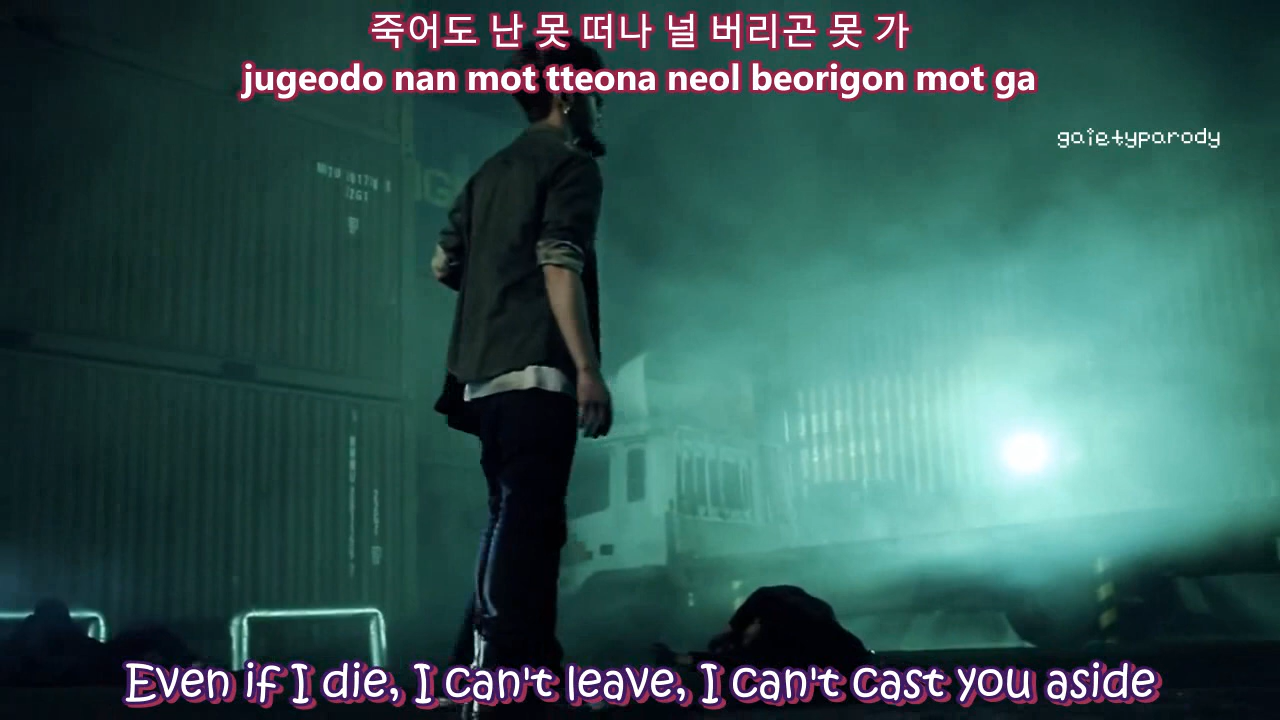 죽어도 난 못 떠나 널 버리곤 못 가
jugeodo nan mot tteona neol beorigon mot ga
gaietyparody
Even if I die, I can't leave, I can't cast you aside